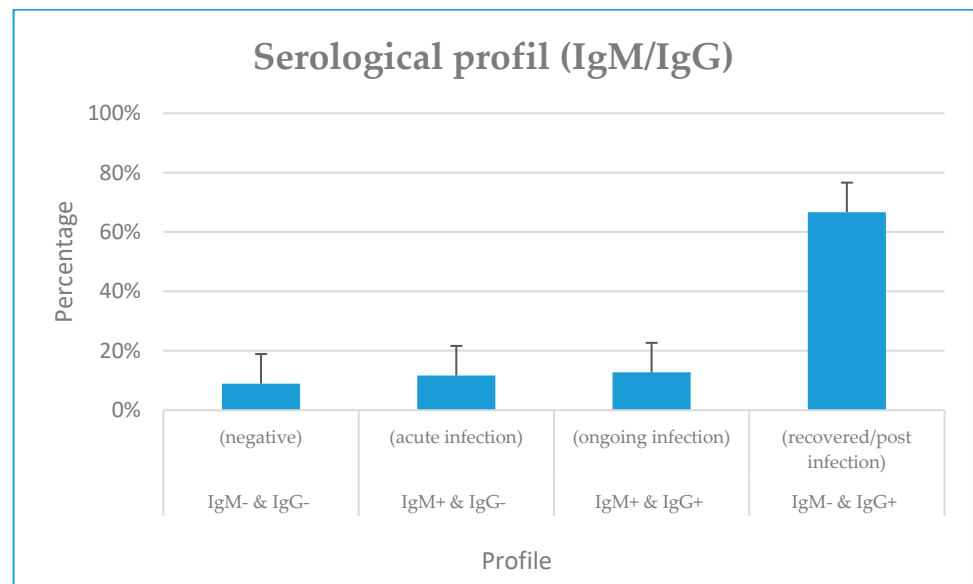 Serological profil (IgM/IgG)
100%
80%
60%
40%
20%
0%
Percentage
(negative)
(acute infection)
(ongoing infection)
(recovered/post
infection)
IgM- & IgG-
IgM+ & IgG-
IgM+ & IgG+
IgM- & IgG+
Profile